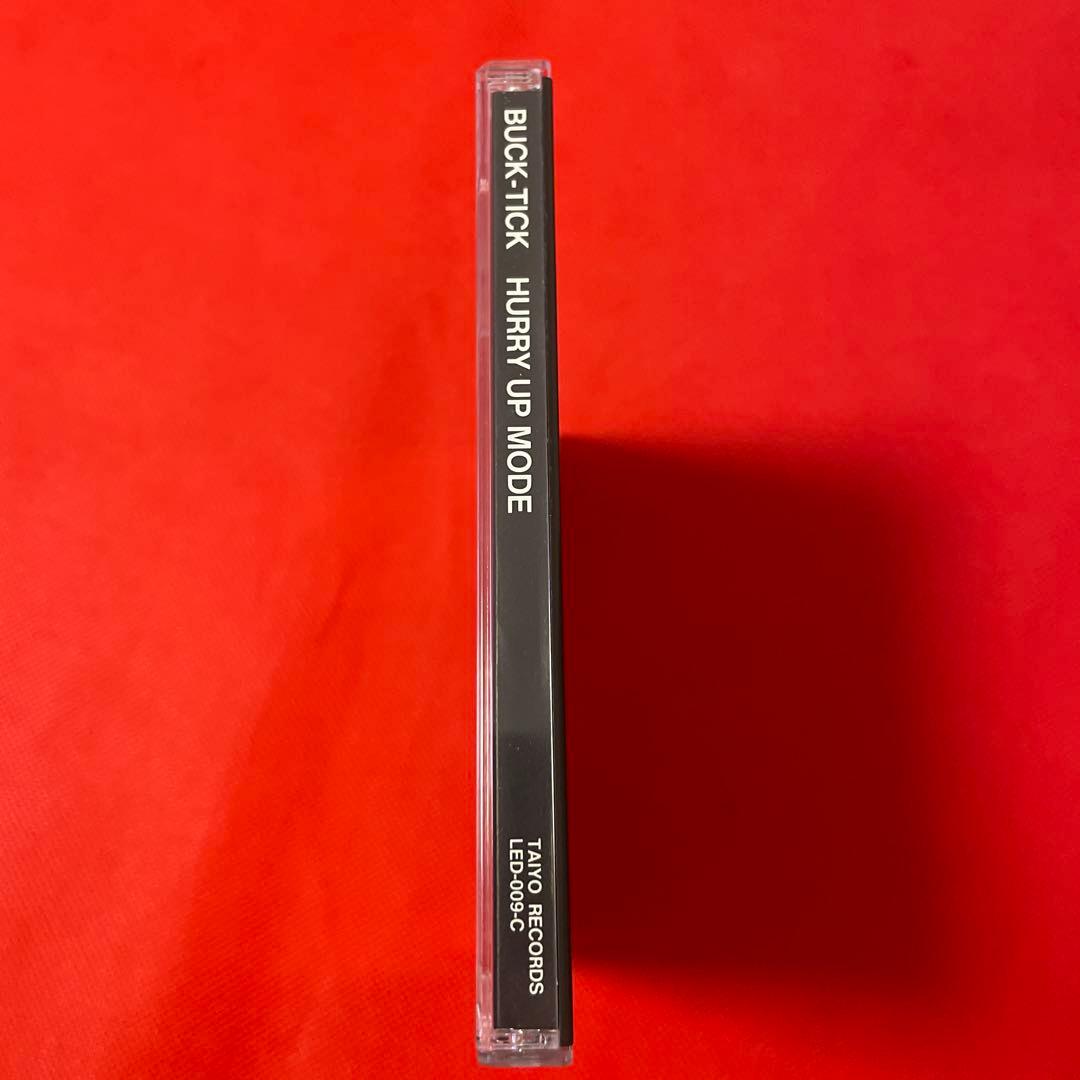 BUCK-TICK HURRY UP MODE
TAIYO RECORDS
LED-009-C